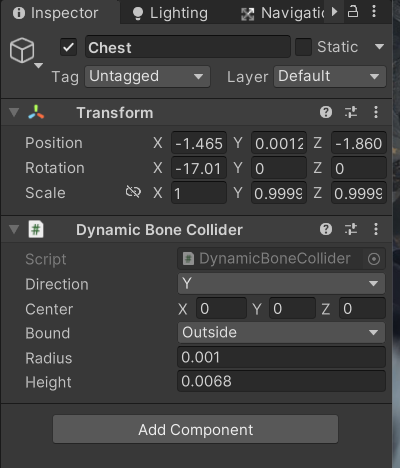 Inspector Lighting Navigatio
Chest Static
Tag Untagged Layer Default
Transform
Position X -1.465 Y 0.0012 Z -1.860
Rotation X -17.01 Y 0 Z 0
Scale X 1 Y 0.9999 Z 0.9999
# Dynamic Bone Collider
Script # DynamicBoneCollider
Direction Y
Center X 0 Y 0 Z 0
Bound Outside
Radius 0.001
Height 0.0068
Add Component